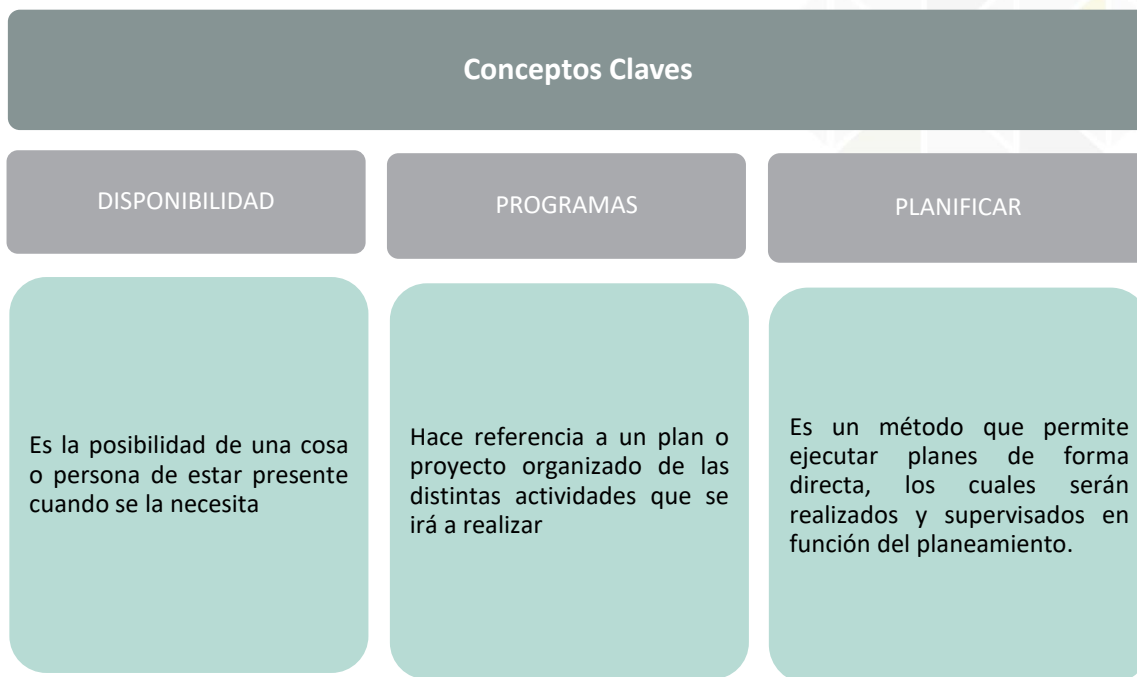 Conceptos Claves
DISPONIBILIDAD
Es la posibilidad de una cosa
o persona de estar presente
cuando se la necesita
PROGRAMAS
Hace referencia a un plan o
proyecto organizado de las
distintas actividades que se
irá a realizar
PLANIFICAR
Es un método que permite
ejecutar planes de forma
directa, los cuales serán
realizados y supervisados en
función del planeamiento.